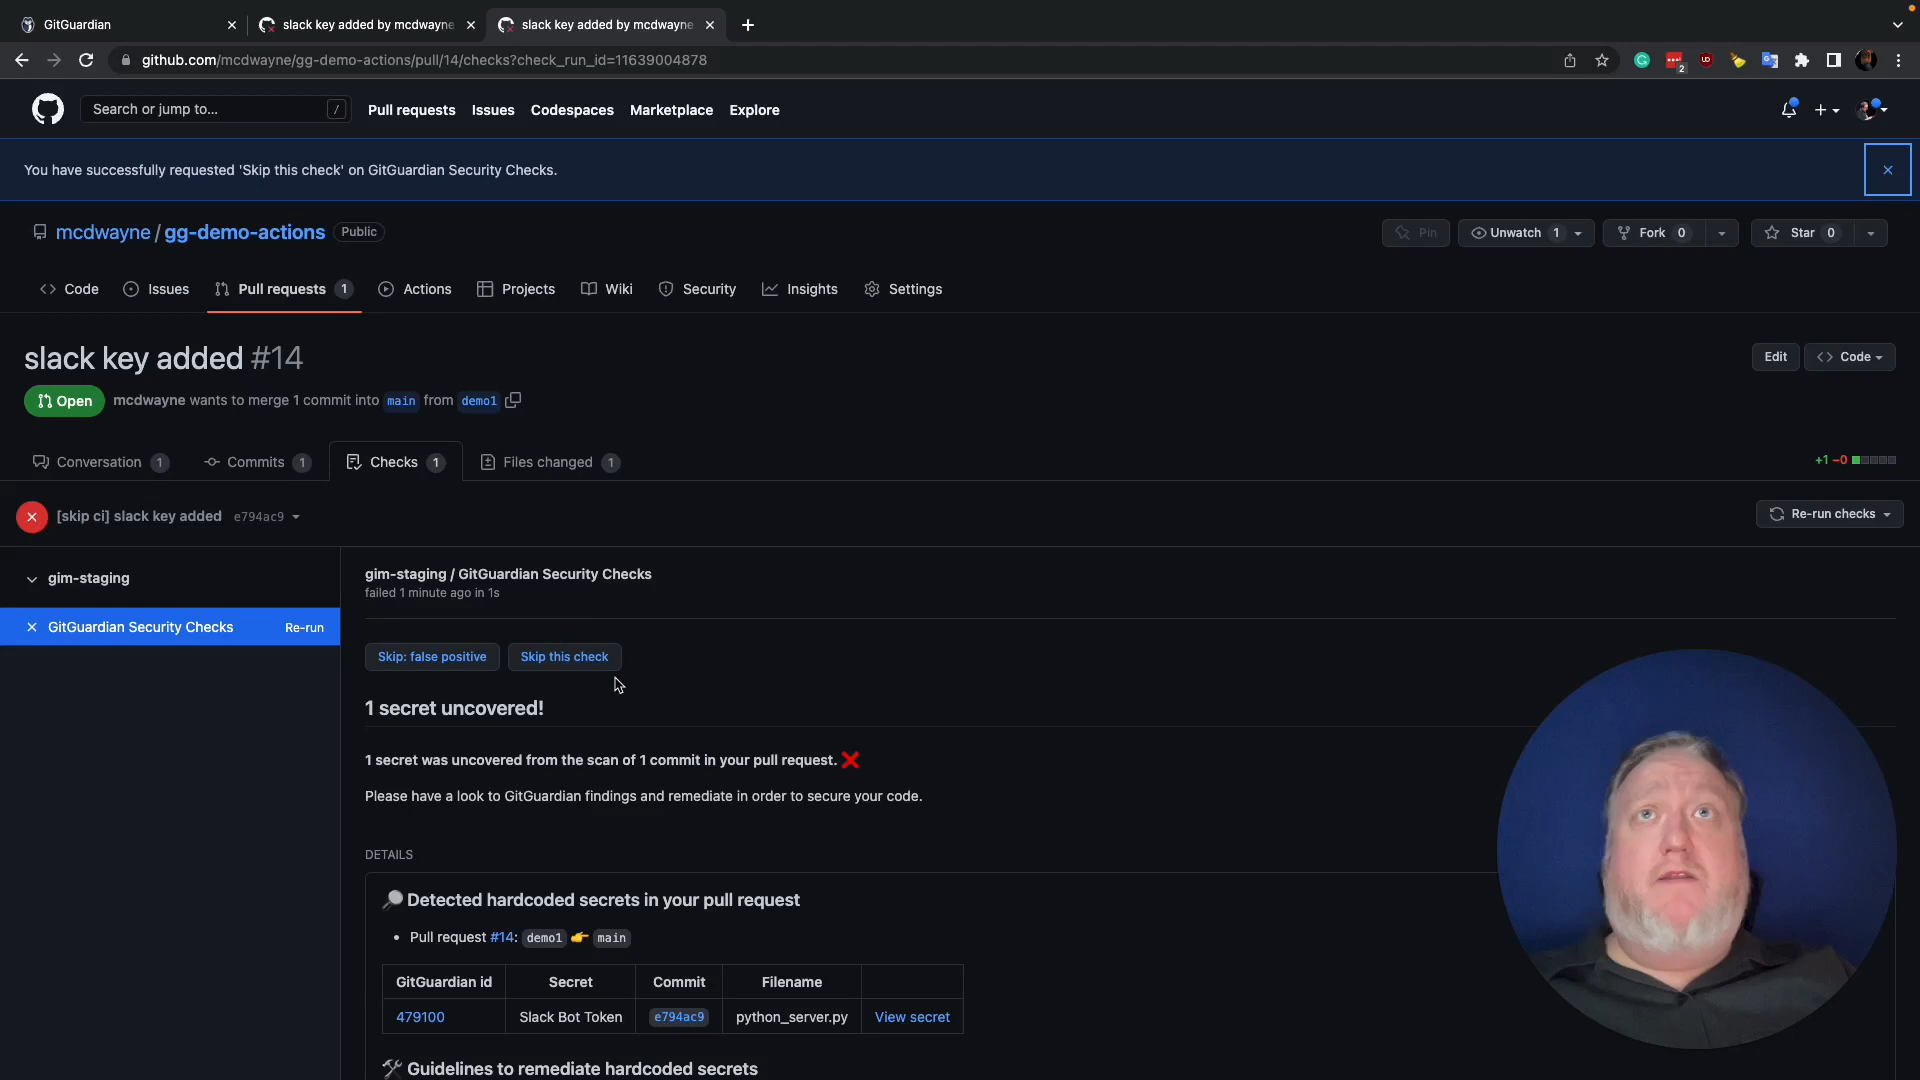 GitGuardian
slack key added by mcdwayne
slack key added by mcdwayne
github.com/mcdwayne/gg-demo-actions/pull/14/checks?check_run_id=11639004878
2
Search or jump to...
/
Pull requests
Issues
Codespaces
Marketplace
Explore
You have successfully requested 'Skip this check' on GitGuardian Security Checks.
mcdwayne / gg-demo-actions
Public
Pin
Unwatch 1
Fork 0
Star 0
Code
Issues
Pull requests 1
Actions
Projects
Wiki
Security
Insights
Settings
slack key added #14
Edit
Code
Open
mcdwayne wants to merge 1 commit into main from demo1
Conversation 1
Commits 1
Checks 1
Files changed 1
+1 −0
[skip ci] slack key added e794ac9
Re-run checks
gim-staging
GitGuardian Security Checks
Re-run
gim-staging / GitGuardian Security Checks
failed 1 minute ago in 1s
Skip: false positive
Skip this check
1 secret uncovered!
1 secret was uncovered from the scan of 1 commit in your pull request. ❌
Please have a look to GitGuardian findings and remediate in order to secure your code.
DETAILS
🔎 Detected hardcoded secrets in your pull request
• Pull request #14: demo1 👉 main
GitGuardian id Secret Commit Filename
479100 Slack Bot Token e794ac9 python_server.py View secret
🛠 Guidelines to remediate hardcoded secrets